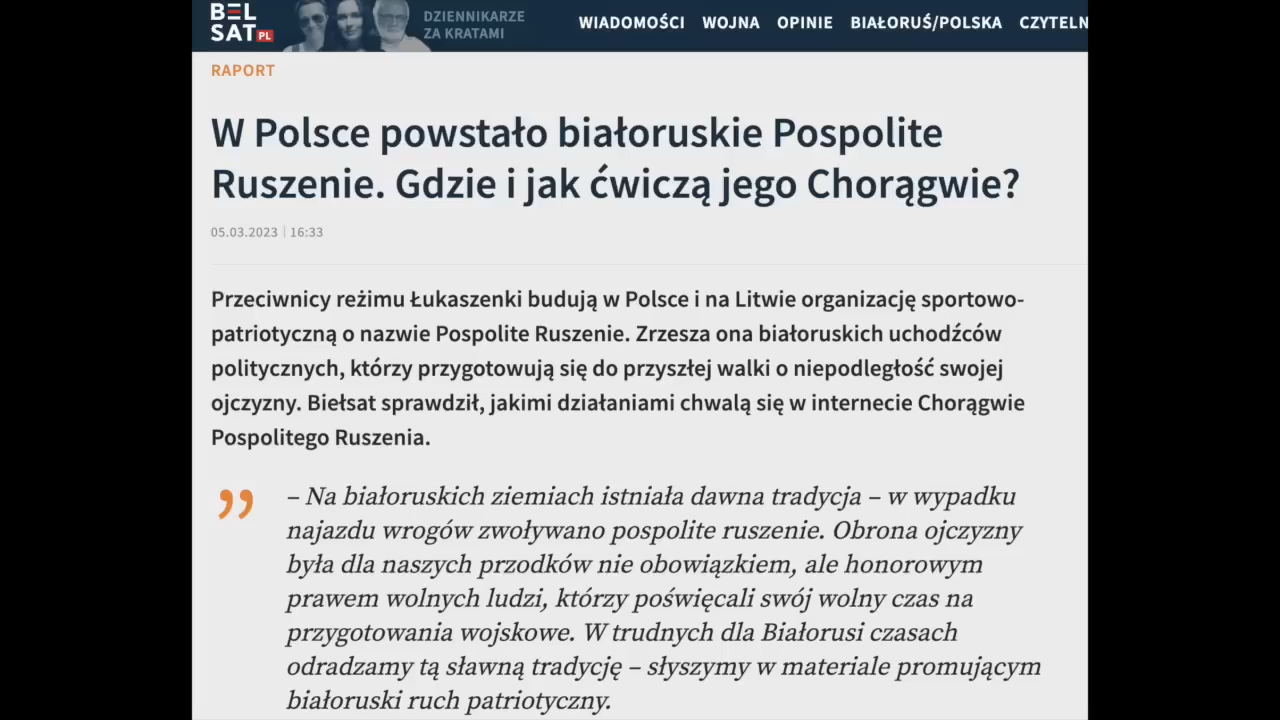 BEL
SAT PL
DZIENNIKARZE
ZA KRATAMI
WIADOMOŚCI WOJNA OPINIE BIAŁORUŚ/POLSKA CZYTELN
RAPORT
W Polsce powstało białoruskie Pospolite
Ruszenie. Gdzie i jak ćwiczą jego Chorągwie?
05.03.2023 | 16:33
Przeciwnicy reżimu Łukaszenki budują w Polsce i na Litwie organizację sportowo-
patriotyczną o nazwie Pospolite Ruszenie. Zrzesza ona białoruskich uchodźców
politycznych, którzy przygotowują się do przyszłej walki o niepodległość swojej
ojczyzny. Biełsat sprawdził, jakimi działaniami chwalą się w internecie Chorągwie
Pospolitego Ruszenia.
” – Na białoruskich ziemiach istniała dawna tradycja – w wypadku
najazdu wrogów zwoływano pospolite ruszenie. Obrona ojczyzny
była dla naszych przodków nie obowiązkiem, ale honorowym
prawem wolnych ludzi, którzy poświęcali swój wolny czas na
przygotowania wojskowe. W trudnych dla Białorusi czasach
odradzamy tą sławną tradycję – słyszymy w materiale promującym
białoruski ruch patriotyczny.